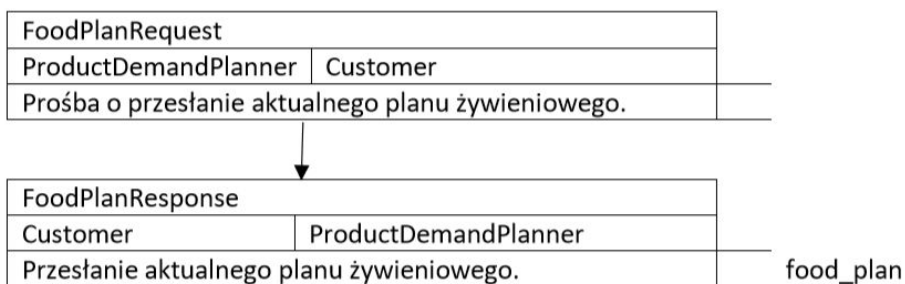 FoodPlanRequest
ProductDemandPlanner Customer
Prośba o przesłanie aktualnego planu żywieniowego.
FoodPlanResponse
Customer ProductDemandPlanner
Przesłanie aktualnego planu żywieniowego. food_plan